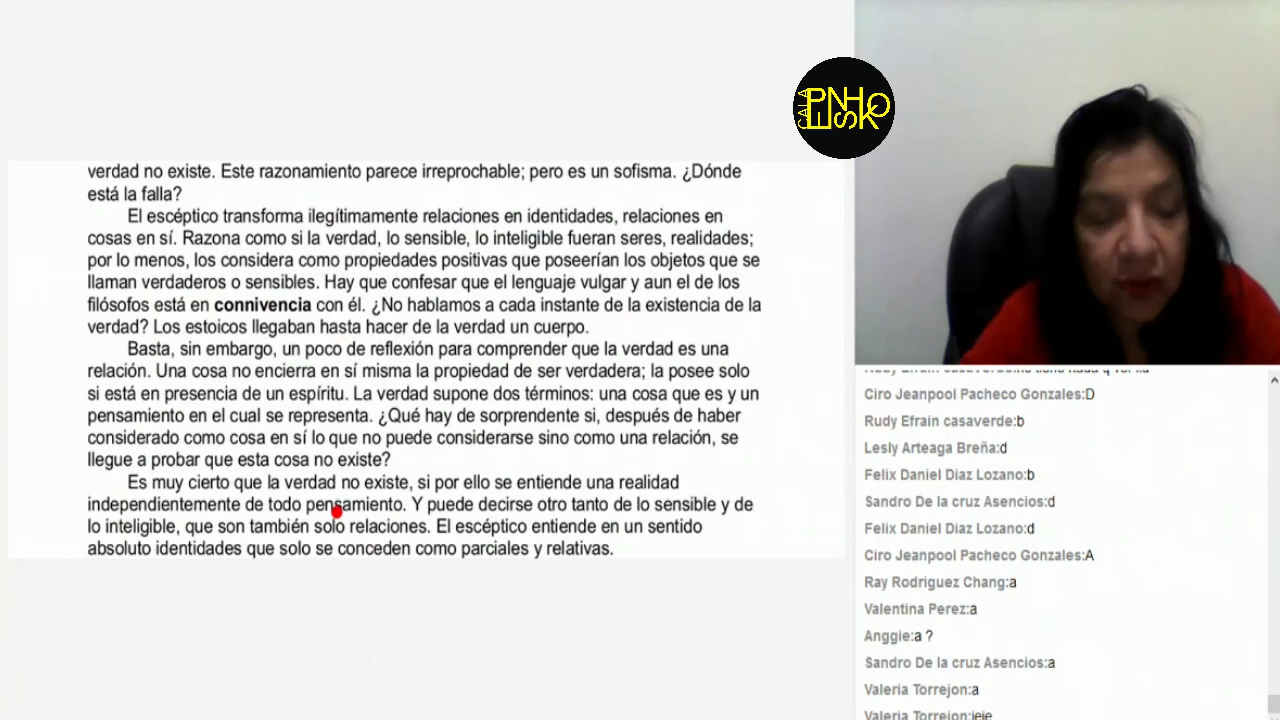 verdad no existe. Este razonamiento parece irreprochable; pero es un sofisma. ¿Dónde
está la falla?
El escéptico transforma ilegítimamente relaciones en identidades, relaciones en
cosas en sí. Razona como si la verdad, lo sensible, lo inteligible fueran seres, realidades;
por lo menos, los considera como propiedades positivas que poseerían los objetos que se
llaman verdaderos o sensibles. Hay que confesar que el lenguaje vulgar y aun el de los
filósofos está en connivencia con él. ¿No hablamos a cada instante de la existencia de la
verdad? Los estoicos llegaban hasta hacer de la verdad un cuerpo.
Basta, sin embargo, un poco de reflexión para comprender que la verdad es una
relación. Una cosa no encierra en sí misma la propiedad de ser verdadera; la posee solo
si está en presencia de un espíritu. La verdad supone dos términos: una cosa que es y un
pensamiento en el cual se representa. ¿Qué hay de sorprendente si, después de haber
considerado como cosa en sí lo que no puede considerarse sino como una relación, se
llegue a probar que esta cosa no existe?
Es muy cierto que la verdad no existe, si por ello se entiende una realidad
independientemente de todo pensamiento. Y puede decirse otro tanto de lo sensible y de
lo inteligible, que son también solo relaciones. El escéptico entiende en un sentido
absoluto identidades que solo se conceden como parciales y relativas.
CALA
PENHOSK
Ciro Jeanpool Pacheco Gonzales:D
Rudy Efrain casaverde:b
Lesly Arteaga Breña:d
Felix Daniel Diaz Lozano:b
Sandro De la cruz Asencios:d
Felix Daniel Diaz Lozano:d
Ciro Jeanpool Pacheco Gonzales:A
Ray Rodriguez Chang:a
Valentina Perez:a
Anggie:a ?
Sandro De la cruz Asencios:a
Valeria Torrejon:a
Valeria Torrejon:jeje